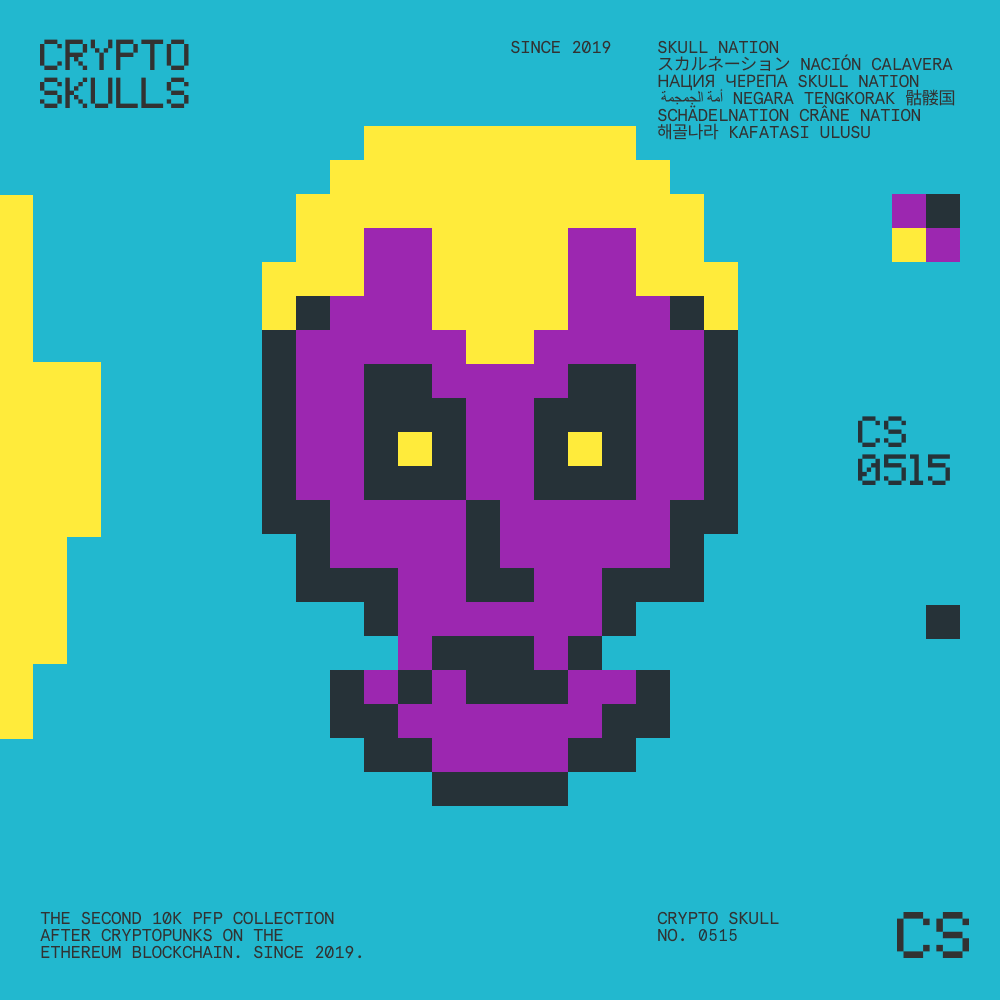 CRYPTO
SKULLS
SINCE 2019
SKULL NATION
スカルネーション NACIÓN CALAVERA
НАЦИЯ ЧЕРЕПА SKULL NATION
أمة الجمجمة NEGARA TENGKORAK 骷髅国
SCHÄDELNATION CRÂNE NATION
해골나라 KAFATASI ULUSU
CS
0515
THE SECOND 10K PFP COLLECTION
AFTER CRYPTOPUNKS ON THE
ETHEREUM BLOCKCHAIN. SINCE 2019.
CRYPTO SKULL
NO. 0515
CS